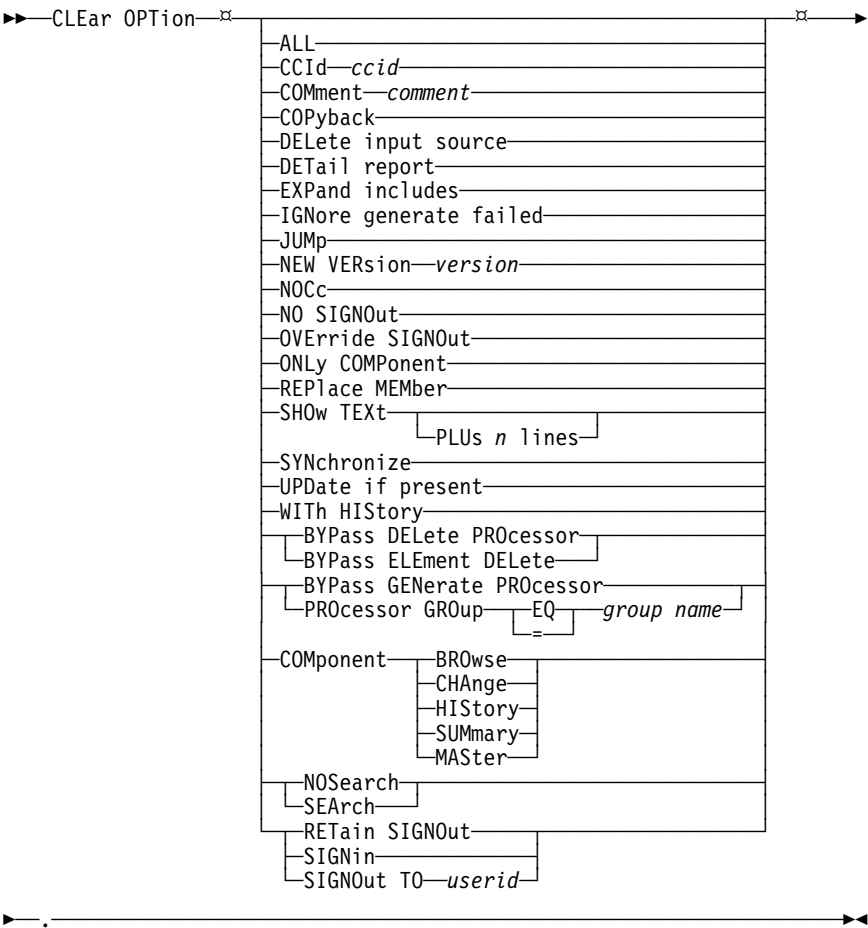 CLEar OPTion
ALL
CCId ccid
COMment comment
COPyback
DELete input source
DETail report
EXPand includes
IGNore generate failed
JUMp
NEW VERsion version
NOCc
NO SIGNOut
OVErride SIGNOut
ONLy COMPonent
REPlace MEMber
SHOw TEXt
PLUs n lines
SYNchronize
UPDate if present
WITh HIStory
BYPass DELete PROcessor
BYPass ELEment DELete
BYPass GENerate PROcessor
PROcessor GROup EQ group name
=
COMponent BROwse
CHAnge
HIStory
SUMmary
MASter
NOSearch
SEArch
RETain SIGNOut
SIGNin
SIGNOut TO userid
.